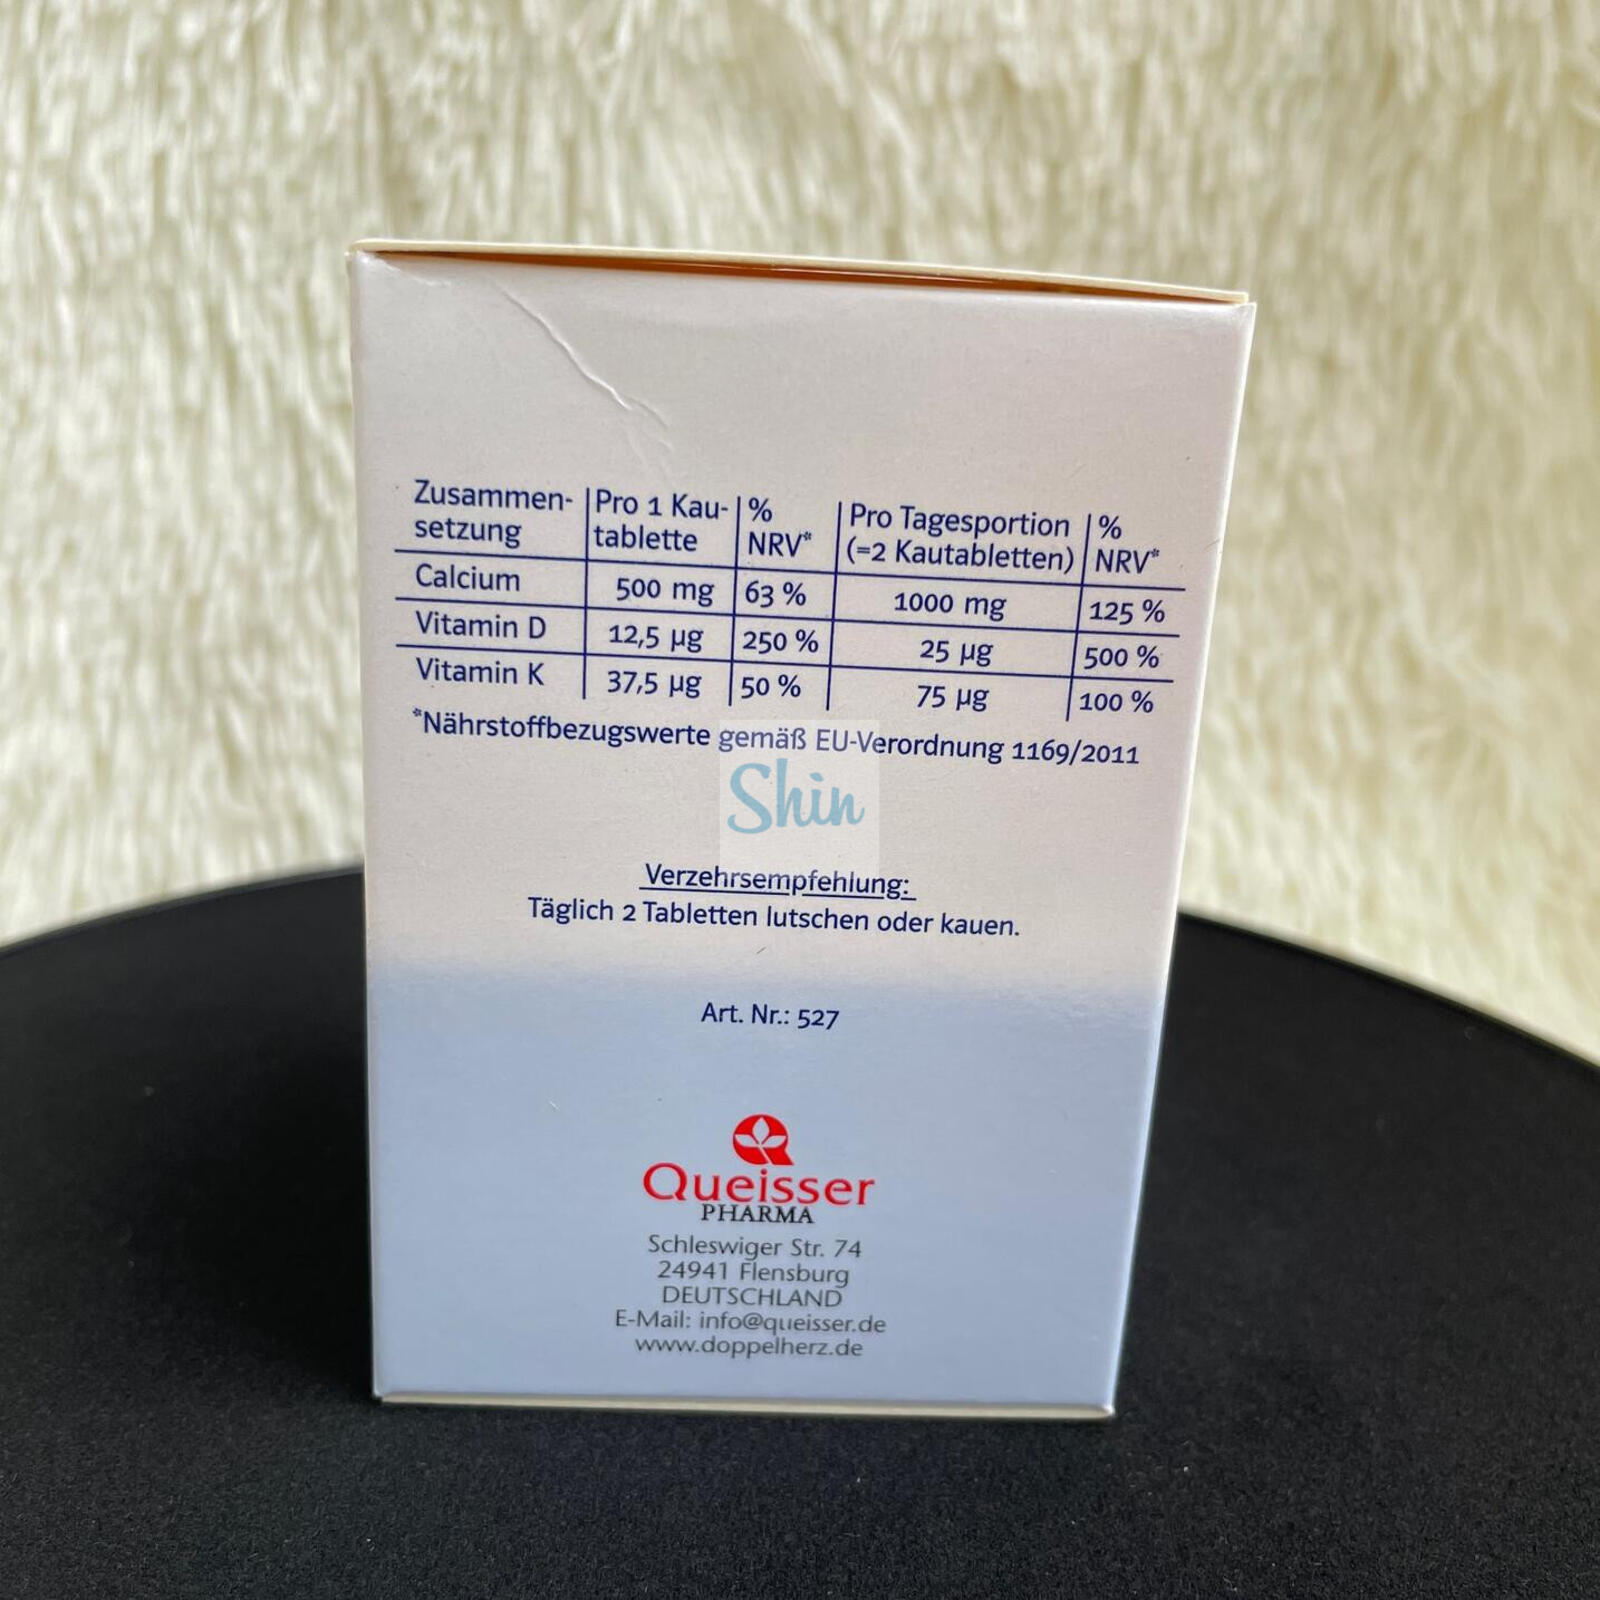 Zusammen- Pro 1 Kau- % Pro Tagesportion %
setzung tablette NRV* (=2 Kautabletten) NRV*
Calcium 500 mg 63 % 1000 mg 125 %
Vitamin D 12,5 µg 250 % 25 µg 500 %
Vitamin K 37,5 µg 50 % 75 µg 100 %
*Nährstoffbezugswerte gemäß EU-Verordnung 1169/2011
Shin
Verzehrsempfehlung:
Täglich 2 Tabletten lutschen oder kauen.
Art. Nr.: 527
Queisser
PHARMA
Schleswiger Str. 74
24941 Flensburg
DEUTSCHLAND
E-Mail: info@queisser.de
www.doppelherz.de